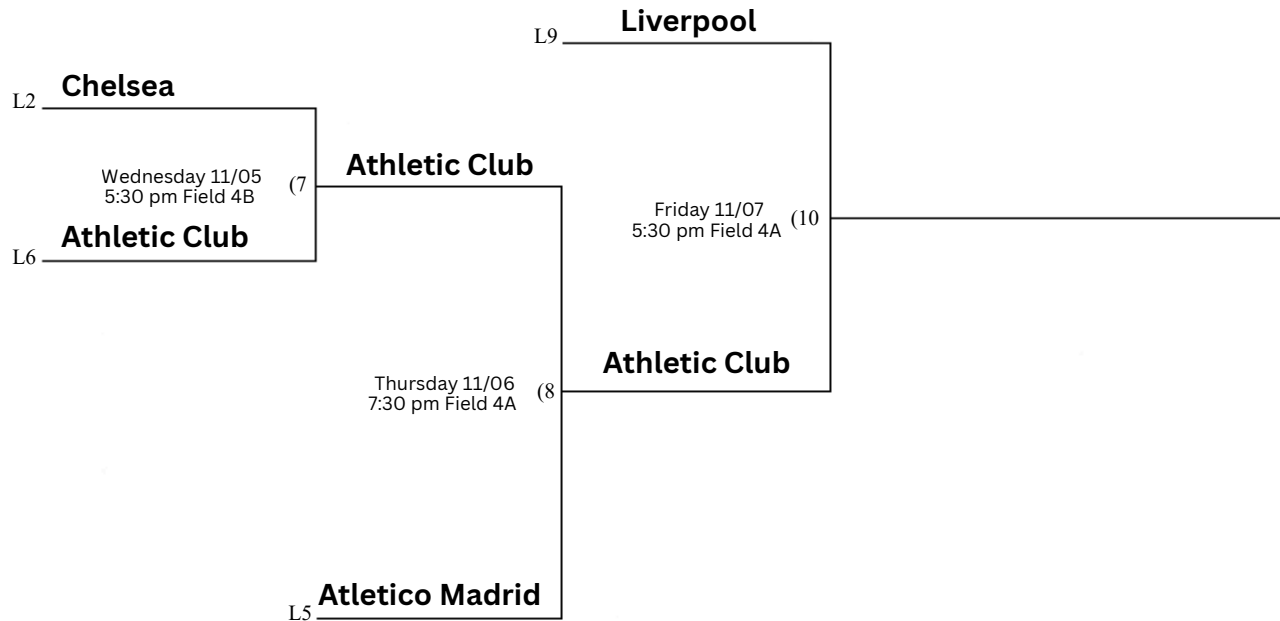 Liverpool
L9
Chelsea
L2
Athletic Club
Wednesday 11/05
5:30 pm Field 4B
(7
Athletic Club
L6
Friday 11/07
5:30 pm Field 4A
(10
Athletic Club
Thursday 11/06
7:30 pm Field 4A
(8
Atletico Madrid
L5